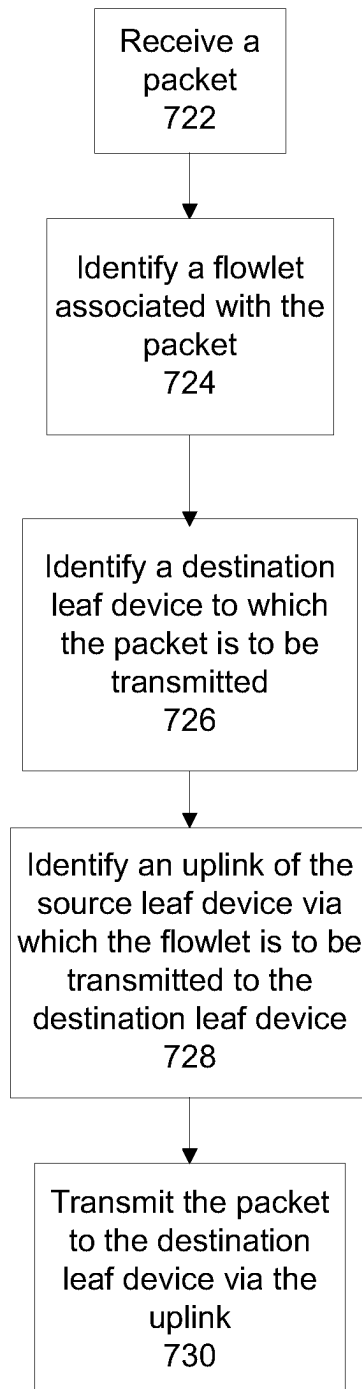 Receive a
packet
722
Identify a flowlet
associated with the
packet
724
Identify a destination
leaf device to which
the packet is to be
transmitted
726
Identify an uplink of the
source leaf device via
which the flowlet is to be
transmitted to the
destination leaf device
728
Transmit the packet
to the destination
leaf device via the
uplink
730